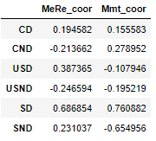 MeRe_coor Mmt_coor
CD 0.194582 0.155583
CND -0.213662 0.278952
USD 0.387365 -0.107946
USND -0.246594 -0.195219
SD 0.686854 0.760882
SND 0.231037 -0.654956